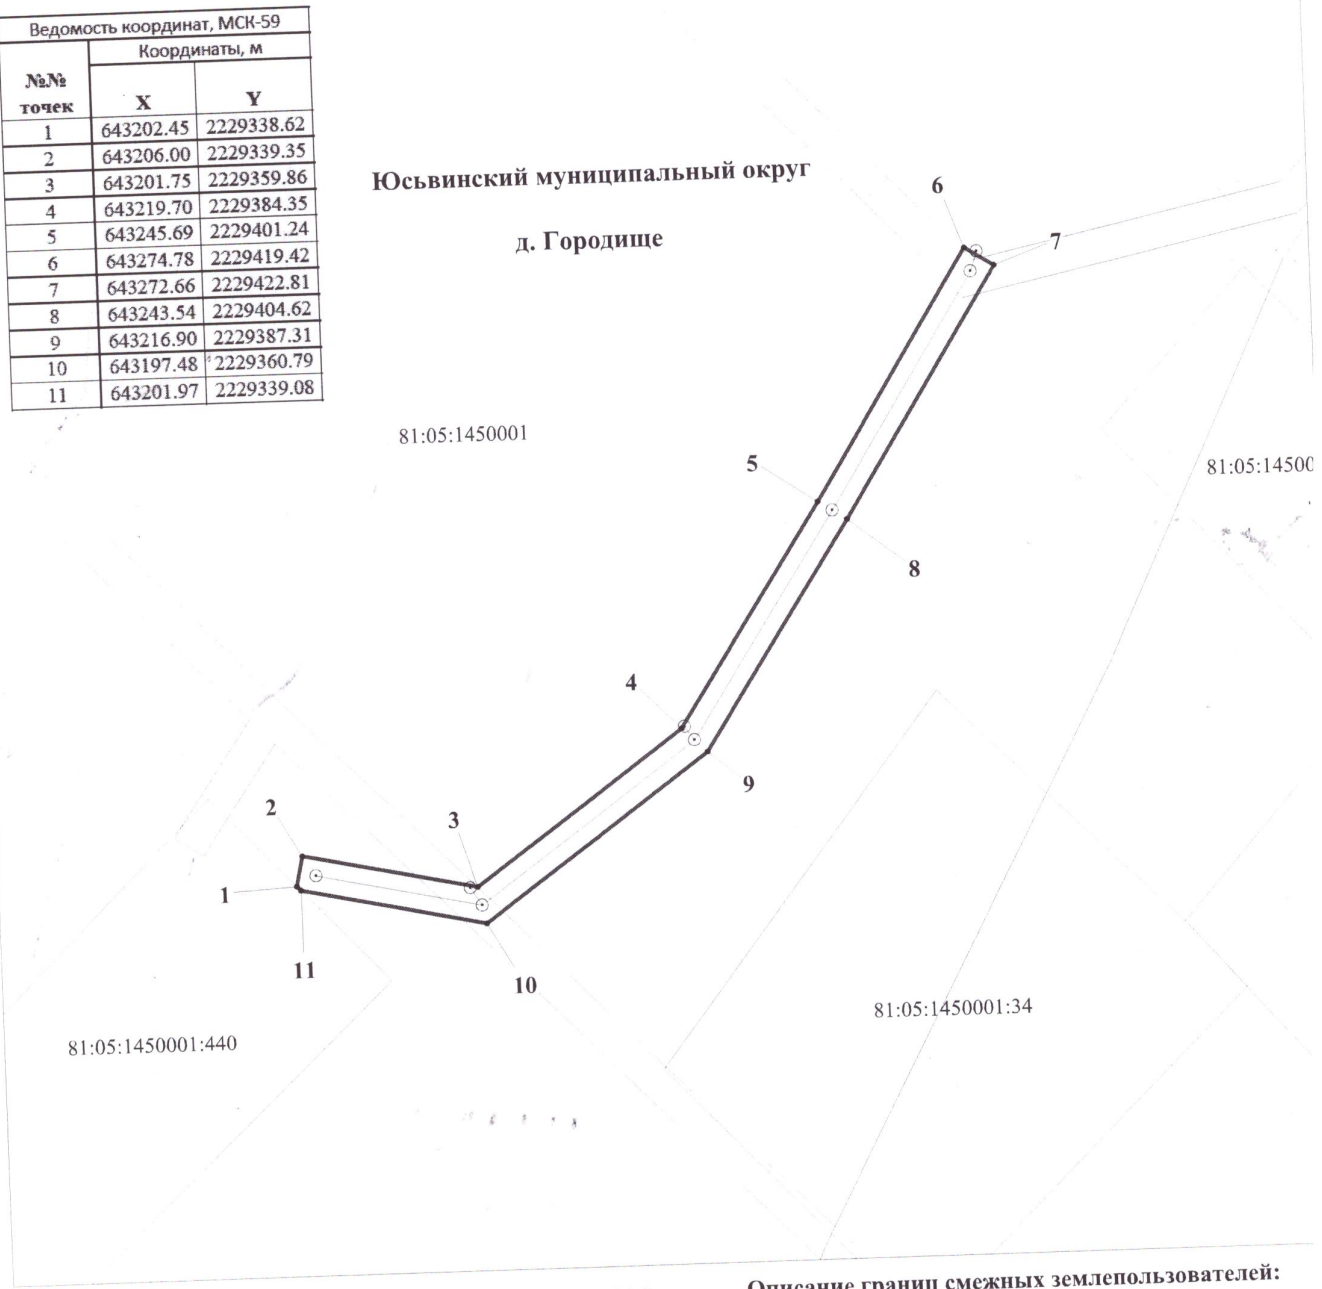 Ведомость координат, МСК-59
№№ точек
Координаты, м
X Y
1 643202.45 2229338.62
2 643206.00 2229339.35
3 643201.75 2229359.86
4 643219.70 2229384.35
5 643245.69 2229401.24
6 643274.78 2229419.42
7 643272.66 2229422.81
8 643243.54 2229404.62
9 643216.90 2229387.31
10 643197.48 2229360.79
11 643201.97 2229339.08
Юсьвинский муниципальный округ
д. Городище
6
7
81:05:1450001
5
81:05:14500
8
4
9
2
3
1
11
10
81:05:1450001:34
81:05:1450001:440
Описание границ смежных землепользователей: